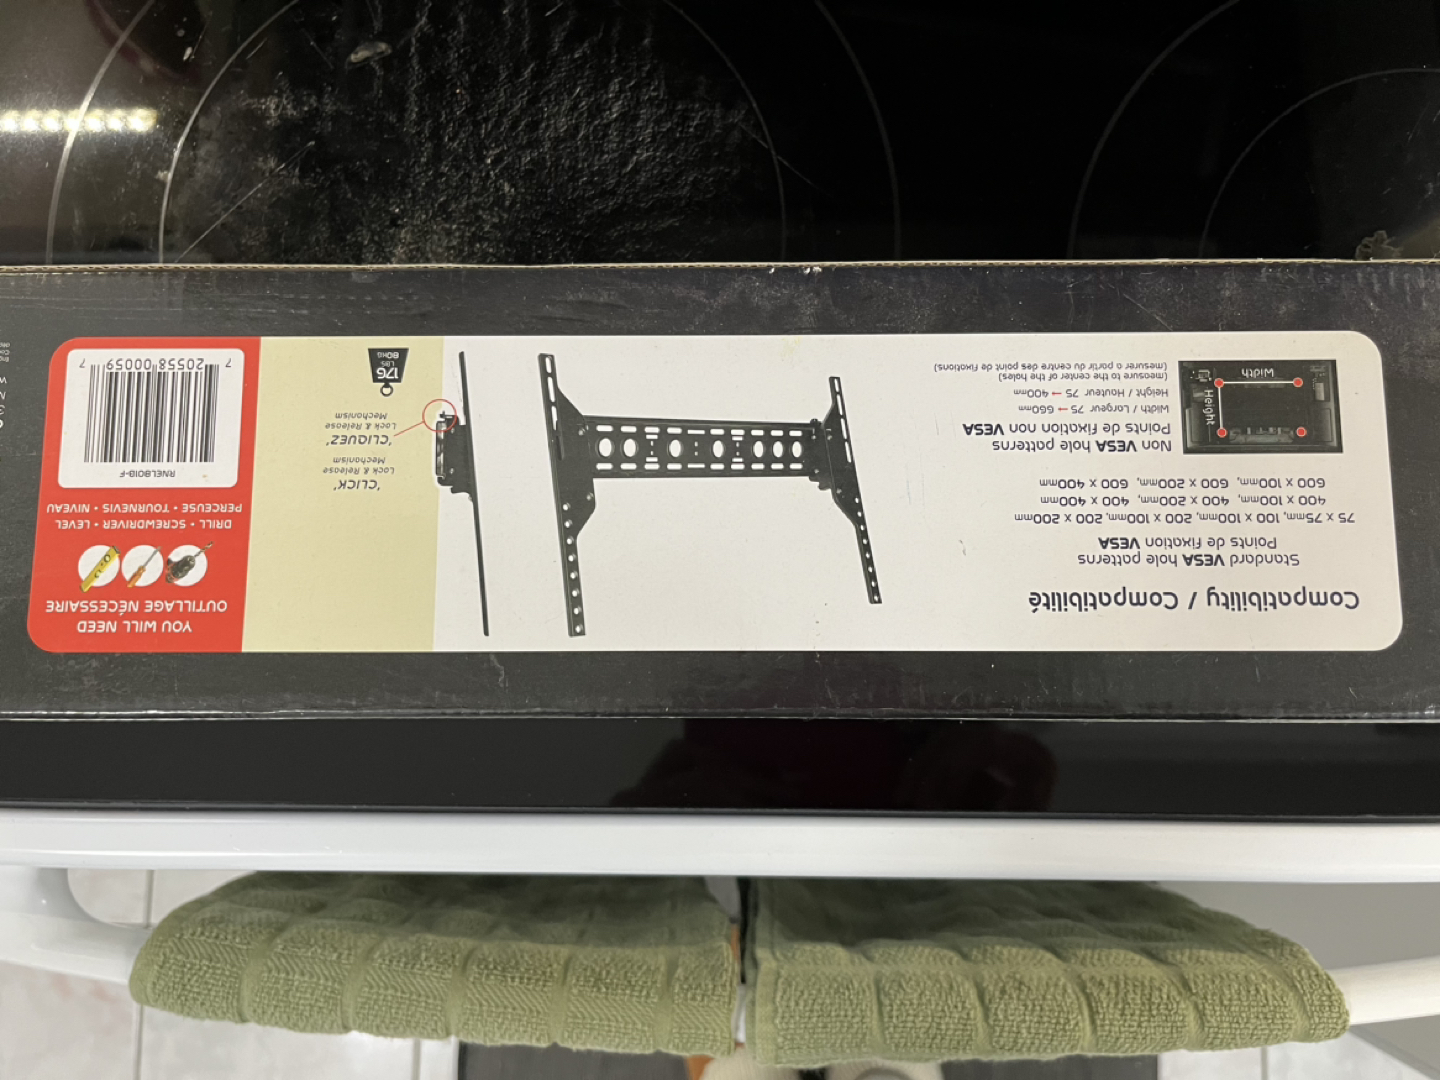 Compatibility / Compatibilité
Standard VESA hole patterns
Points de fixation VESA
75 x 75mm, 100 x 100mm, 200 x 100mm, 200 x 200mm
400 x 100mm, 400 x 200mm, 400 x 400mm
600 x 100mm, 600 x 200mm, 600 x 400mm
Non VESA hole patterns
Points de fixation non VESA
Width / Largeur 75 → 660mm
Height / Hauteur 75 → 400mm
(measure to the center of the holes)
(mesurer a partir du centre des point de fixations)
Height
Width
'CLICK'
Lock & Release
Mechanism
'CLIQUEZ'
Lock & Release
Mechanism
176
LBS
80KG
YOU WILL NEED
OUTILLAGE NÉCESSAIRE
DRILL • SCREWDRIVER • LEVEL
PERCEUSE • TOURNEVIS • NIVEAU
RNEL8018-F
7 20558 00059 7